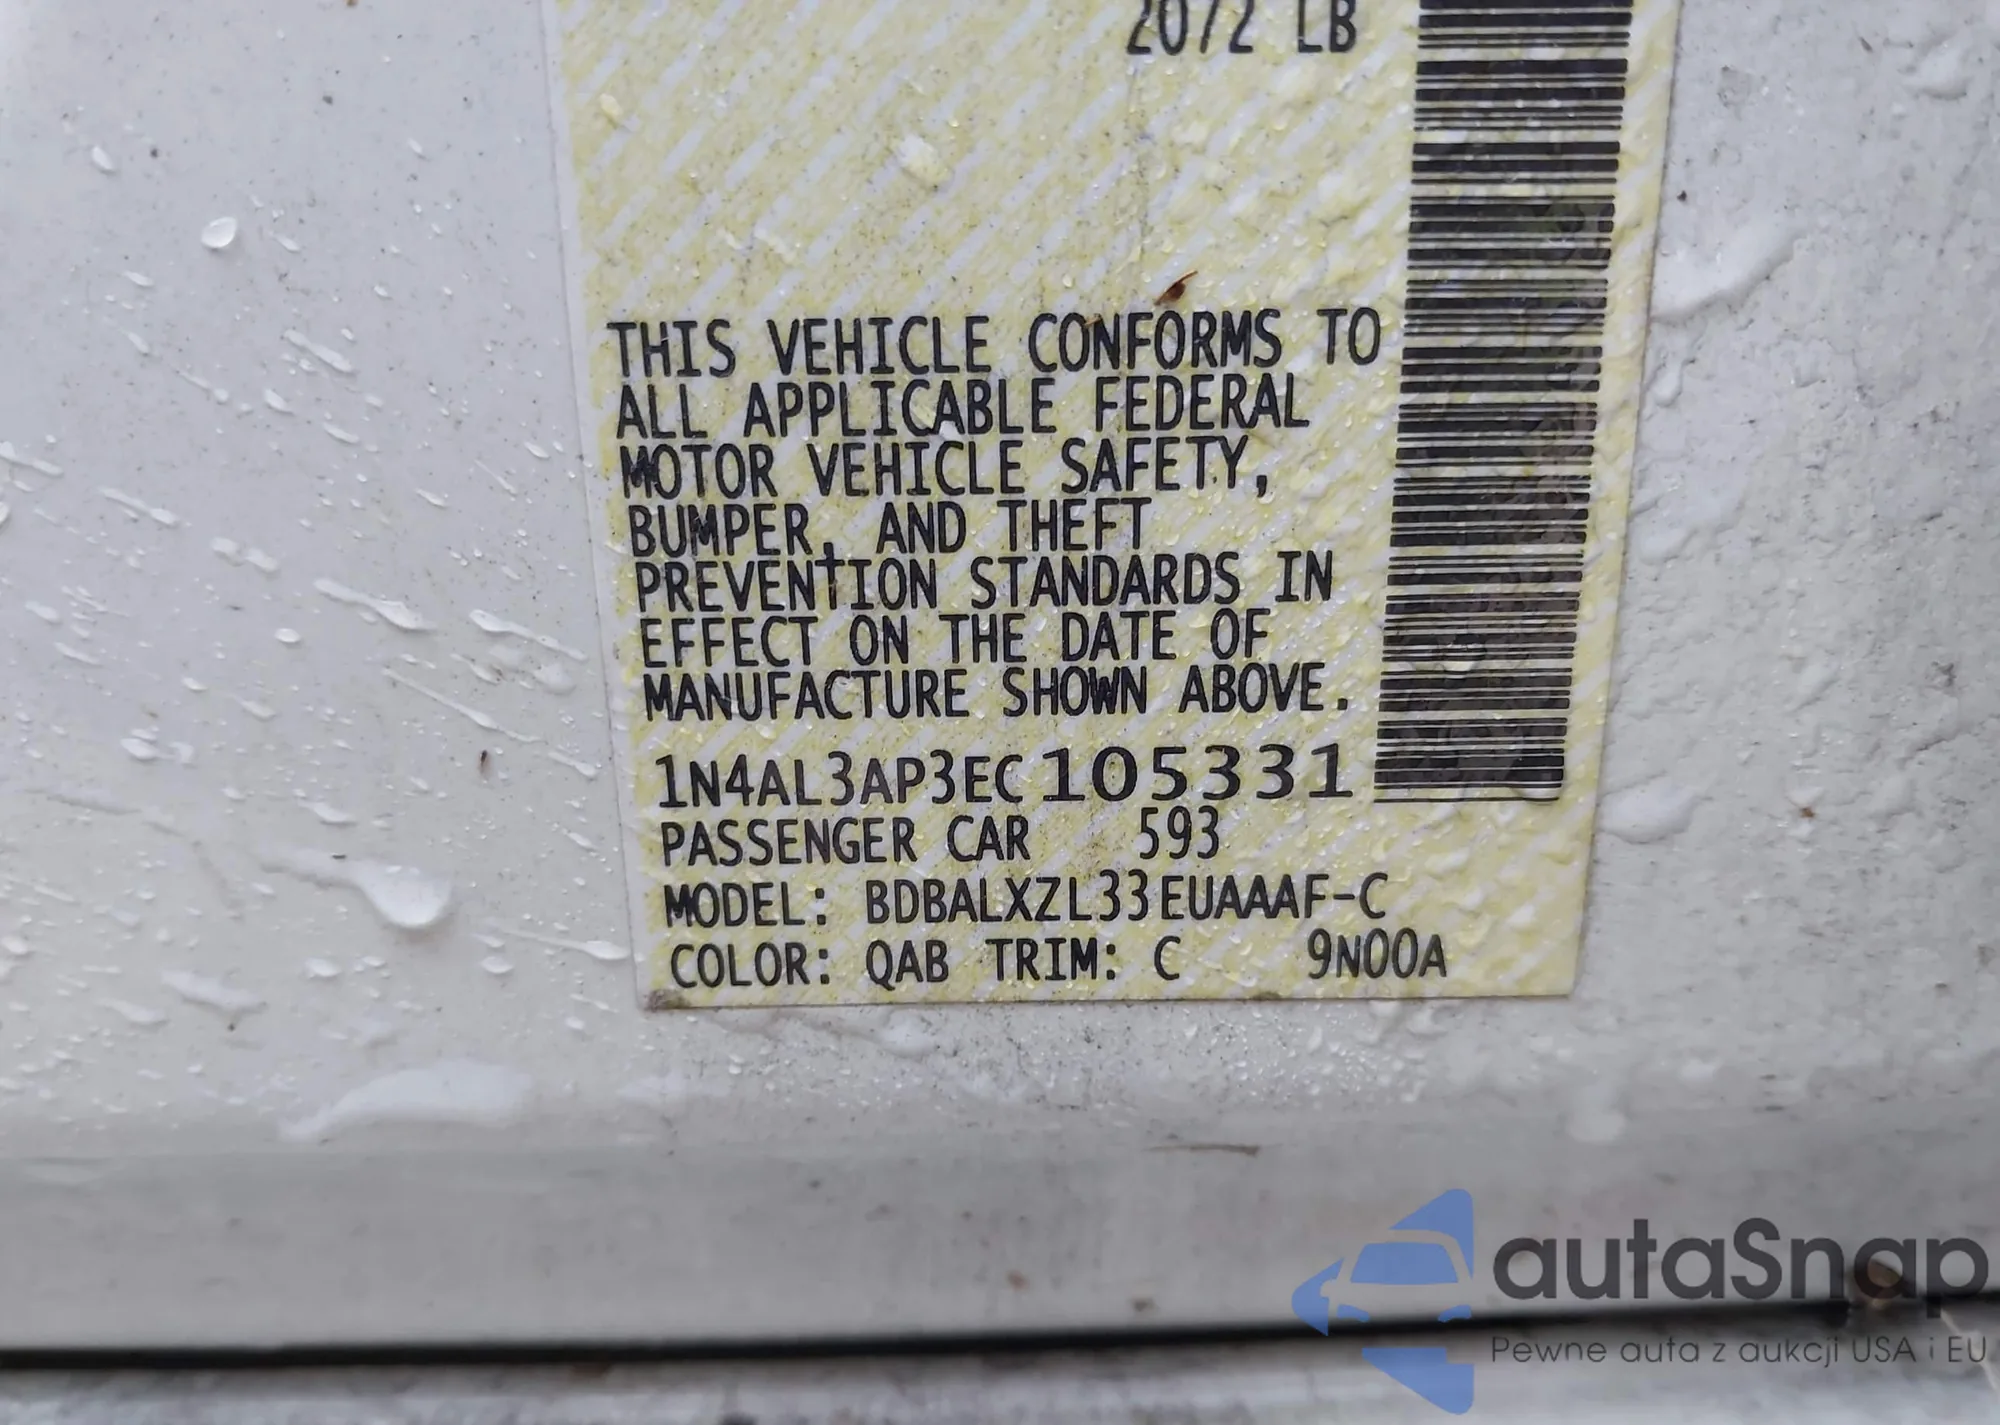 2072 LB
THIS VEHICLE CONFORMS TO
ALL APPLICABLE FEDERAL
MOTOR VEHICLE SAFETY,
BUMPER, AND THEFT
PREVENTION STANDARDS IN
EFFECT ON THE DATE OF
MANUFACTURE SHOWN ABOVE.
1N4AL3AP3EC105331
PASSENGER CAR 593
MODEL: BDBALXZL33EUAAAF-C
COLOR: QAB TRIM: C 9N00A
autaSnap
Pewne auta z aukcji USA i EU